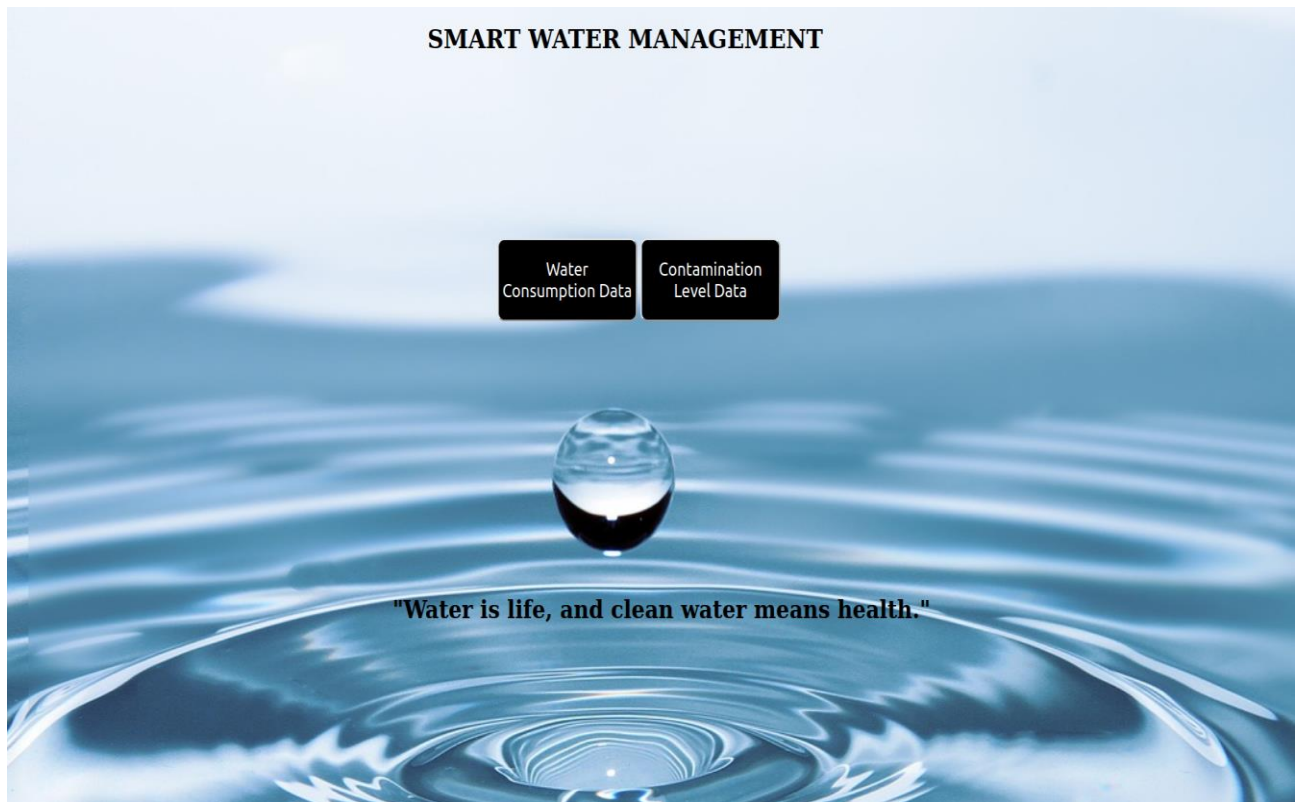 SMART WATER MANAGEMENT
Water
Consumption Data
Contamination
Level Data
"Water is life, and clean water means health."